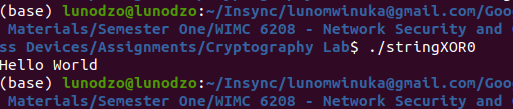 (base) lunodzo@lunodzo:~/Insync/lunomwinuka@gmail.com/Goo
 Materials/Semester One/WIMC 6208 - Network Security and
ss Devices/Assignments/Cryptography Lab$ ./stringXOR0
Hello World
(base) lunodzo@lunodzo:~/Insync/lunomwinuka@gmail.com/Goo
 Materials/Semester One/WIMC 6208 - Network Security and